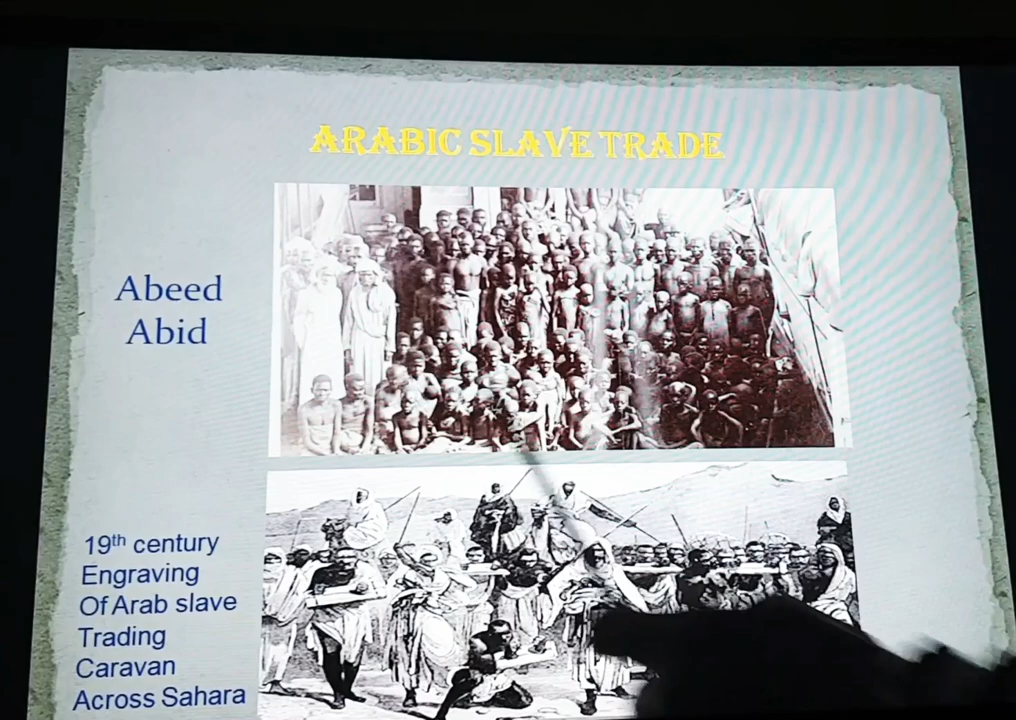 ARABIC SLAVE TRADE
Abeed
Abid
19th century
Engraving
Of Arab slave
Trading
Caravan
Across Sahara